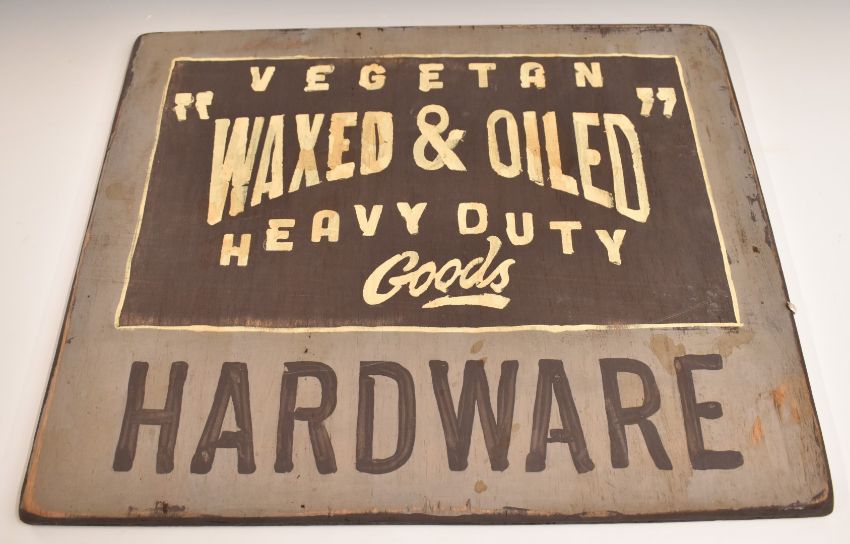 VEGETAN
"WAXED & OILED"
HEAVY DUTY
Goods
HARDWARE